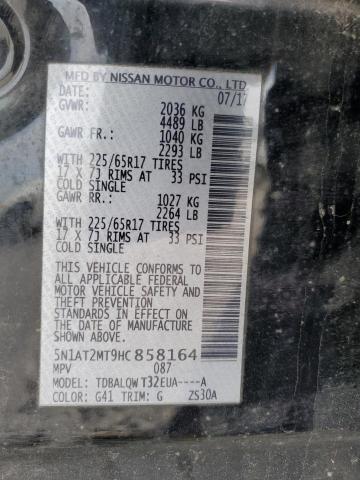 MFD BY NISSAN MOTOR CO., LTD
DATE: 07/17
GVWR: 2036 KG
4489 LB
GAWR FR.: 1040 KG
2293 LB
WITH 225/65R17 TIRES
17 X 7J RIMS AT 33 PSI
COLD SINGLE
GAWR RR.: 1027 KG
2264 LB
WITH 225/65R17 TIRES
17 X 7J RIMS AT 33 PSI
COLD SINGLE
THIS VEHICLE CONFORMS TO
ALL APPLICABLE FEDERAL
MOTOR VEHICLE SAFETY AND
THEFT PREVENTION
STANDARDS IN EFFECT ON THE
DATE OF MANUFACTURE
SHOWN ABOVE.
5N1AT2MT9HC858164
MPV 087
MODEL: TDBALQWT32EUA----A
COLOR: G41 TRIM: G ZS30A